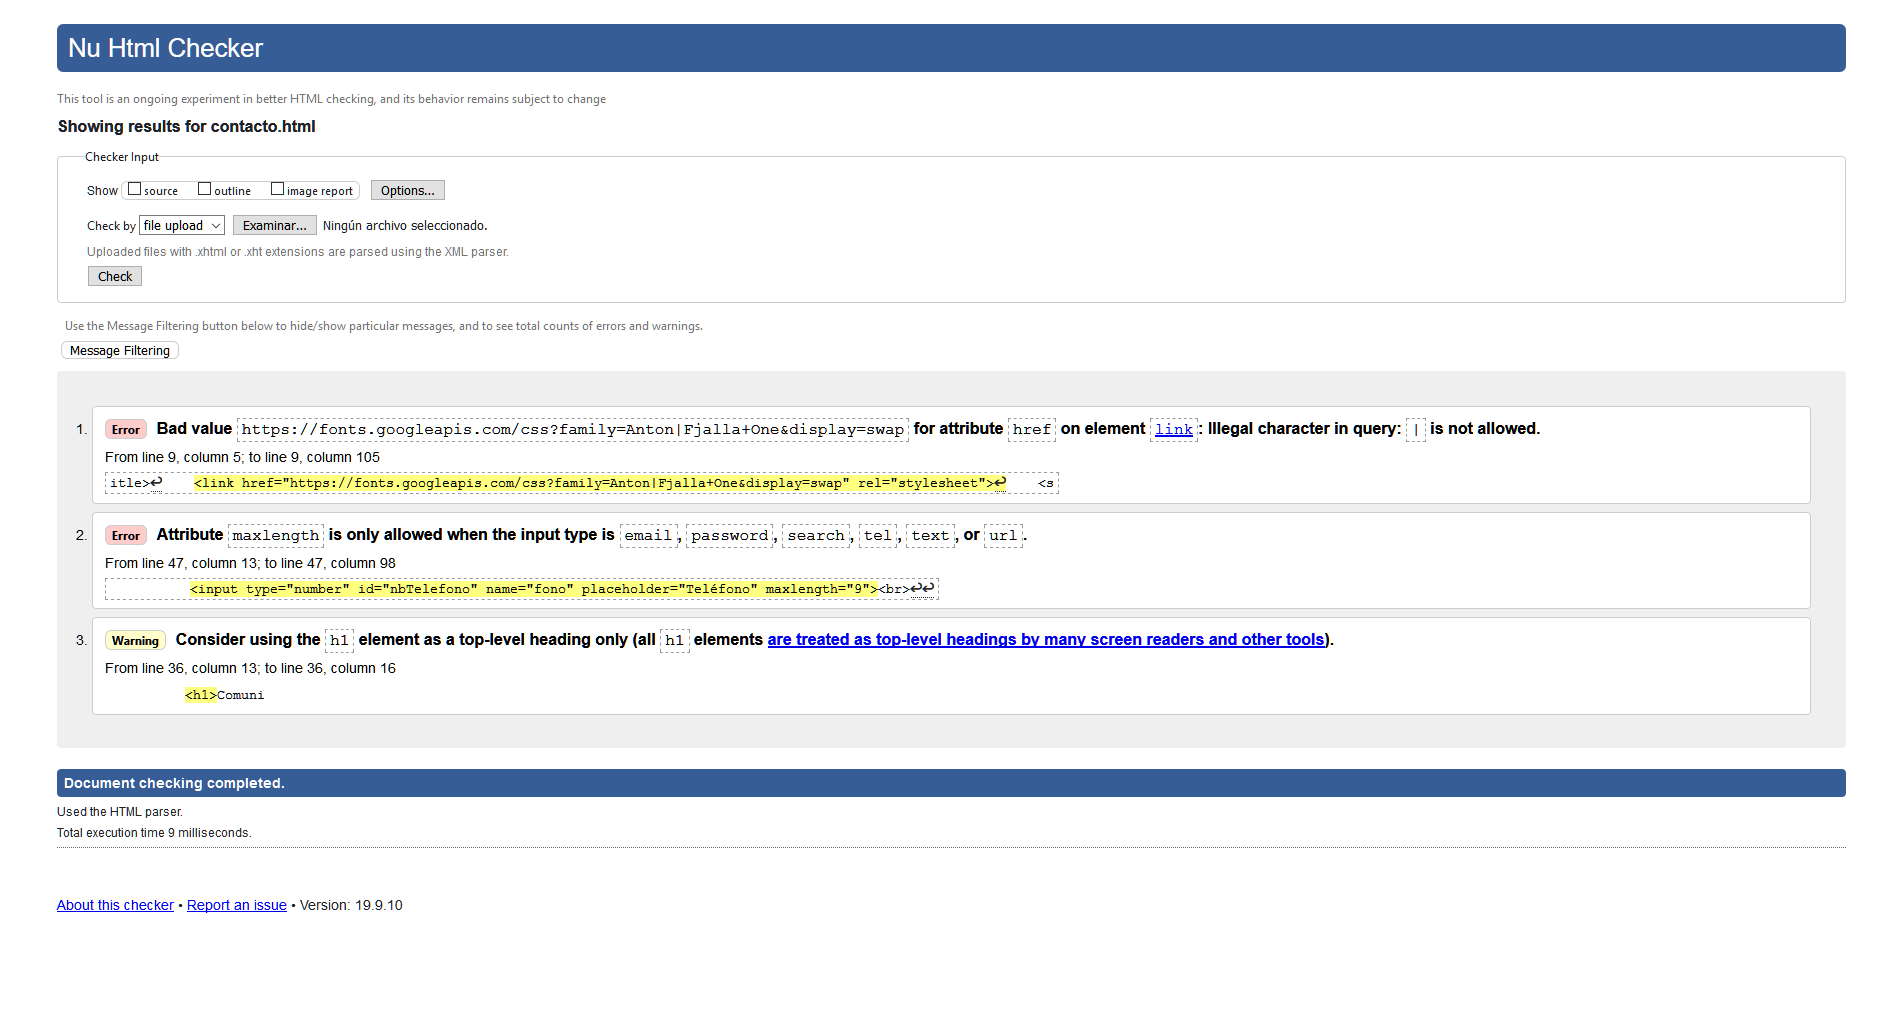 Nu Html Checker
This tool is an ongoing experiment in better HTML checking, and its behavior remains subject to change
Showing results for contacto.html
Checker Input
Show source outline image report Options...
Check by file upload Examinar... Ningún archivo seleccionado.
Uploaded files with .xhtml or .xht extensions are parsed using the XML parser.
Check
Use the Message Filtering button below to hide/show particular messages, and to see total counts of errors and warnings.
Message Filtering
1. Error Bad value https://fonts.googleapis.com/css?family=Anton|Fjalla+One&display=swap for attribute href on element link: Illegal character in query: | is not allowed.
From line 9, column 5; to line 9, column 105
itle>↩    <link href="https://fonts.googleapis.com/css?family=Anton|Fjalla+One&display=swap" rel="stylesheet">↩    <s
2. Error Attribute maxlength is only allowed when the input type is email, password, search, tel, text, or url.
From line 47, column 13; to line 47, column 98
<input type="number" id="nbTelefono" name="fono" placeholder="Teléfono" maxlength="9"><br>↩↩
3. Warning Consider using the h1 element as a top-level heading only (all h1 elements are treated as top-level headings by many screen readers and other tools).
From line 36, column 13; to line 36, column 16
<h1>Comuni
Document checking completed.
Used the HTML parser.
Total execution time 9 milliseconds.
About this checker • Report an issue • Version: 19.9.10